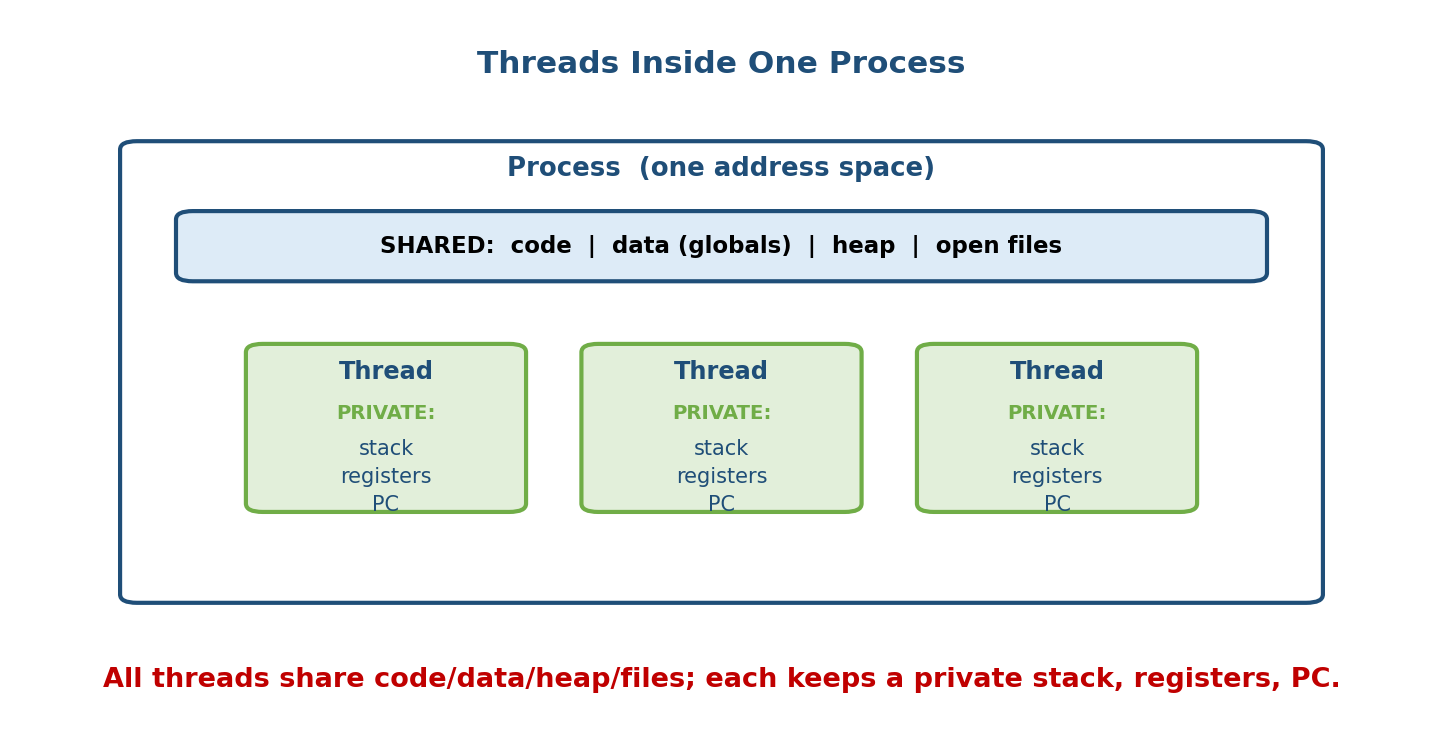 Threads Inside One Process
Process  (one address space)
SHARED:  code  |  data (globals)  |  heap  |  open files
Thread
PRIVATE:
stack
registers
PC
Thread
PRIVATE:
stack
registers
PC
Thread
PRIVATE:
stack
registers
PC
All threads share code/data/heap/files; each keeps a private stack, registers, PC.